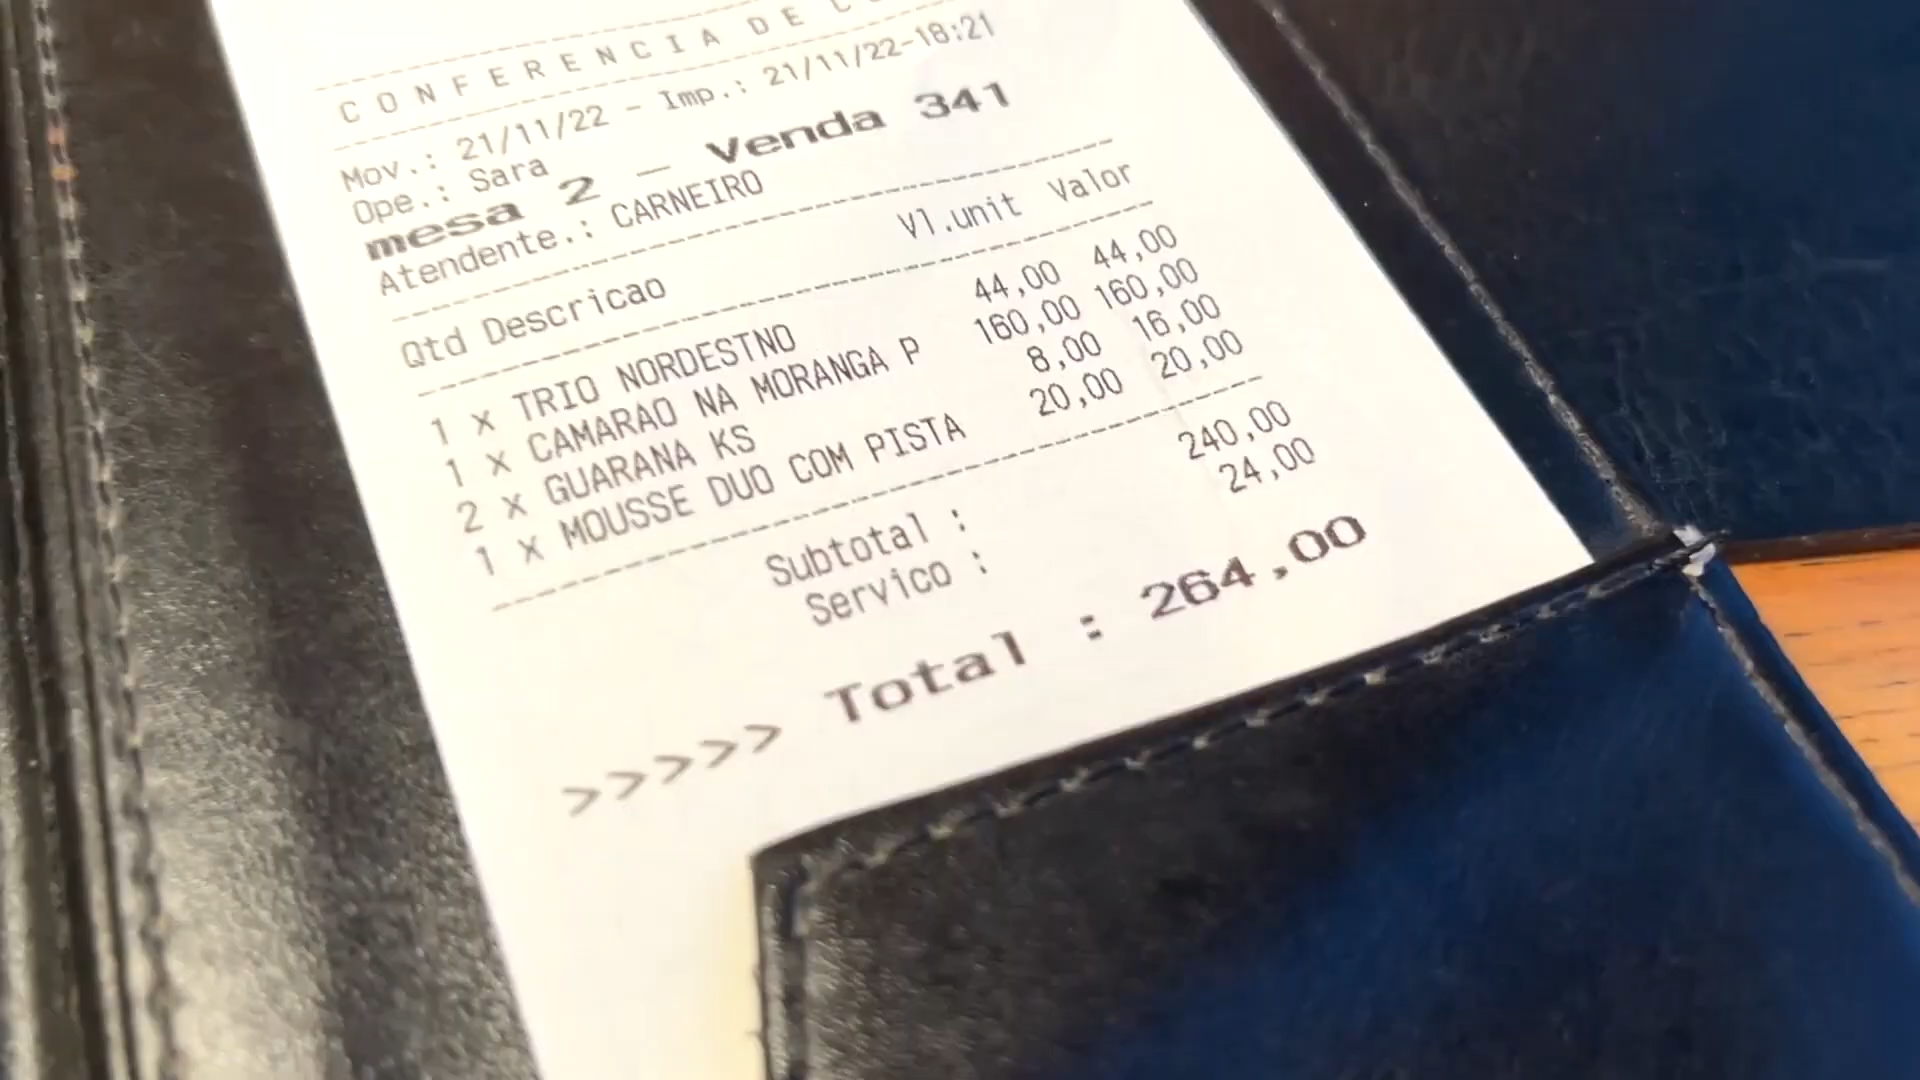 CONFERENCIA DE
Mov.: 21/11/22 - Imp.: 21/11/22-18:21
Ope.: Sara
mesa 2 - Venda 341
Atendente.: CARNEIRO
Qtd Descricao Vl.unit Valor
1 X TRIO NORDESTNO 44,00 44,00
1 X CAMARAO NA MORANGA P 160,00 160,00
2 X GUARANA KS 8,00 16,00
1 X MOUSSE DUO COM PISTA 20,00 20,00
Subtotal : 240,00
Servico : 24,00
>>>>> Total : 264,00